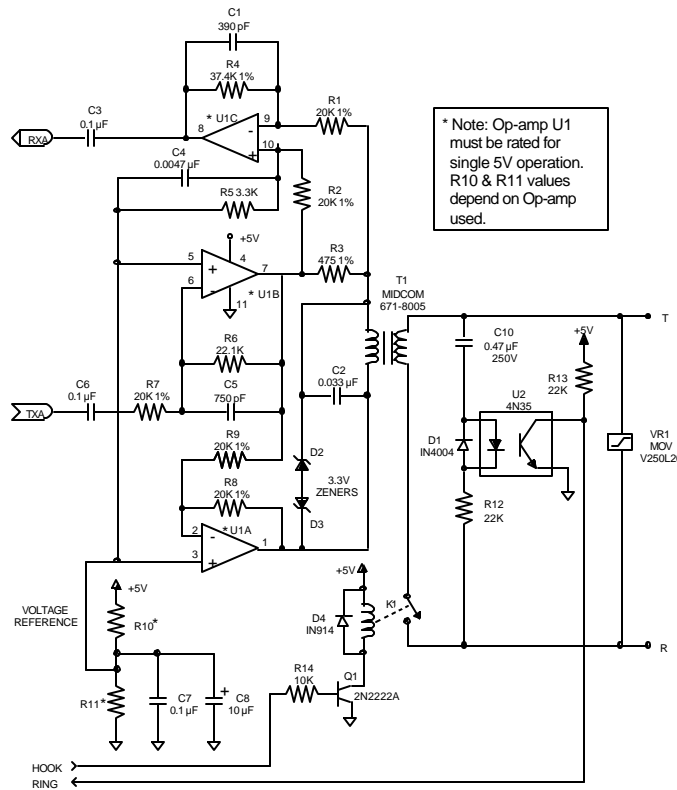 C1
390 pF
R4
37.4K 1%
* U1C
8
9
10
-
+
R1
20K 1%
C3
0.1 µF
RXA
C4
0.0047 µF
R5 3.3K
R2
20K 1%
* Note: Op-amp U1
must be rated for
single 5V operation.
R10 & R11 values
depend on Op-amp
used.
+5V
5
6
4
7
11
+
-
* U1B
R3
475 1%
T1
MIDCOM
671-8005
R6
22.1K
C5
750 pF
C2
0.033 µF
C6
0.1 µF
R7
20K 1%
TXA
R9
20K 1%
R8
20K 1%
D2
3.3V
ZENERS
D3
* U1A
2
3
1
-
+
C10
0.47 µF
250V
+5V
R13
22K
U2
4N35
D1
IN4004
R12
22K
T
VR1
MOV
V250L20
R
+5V
VOLTAGE
REFERENCE
R10*
R11*
C7
0.1 µF
+
C8
10 µF
+5V
D4
IN914
K1
R14
10K
Q1
2N2222A
HOOK
RING